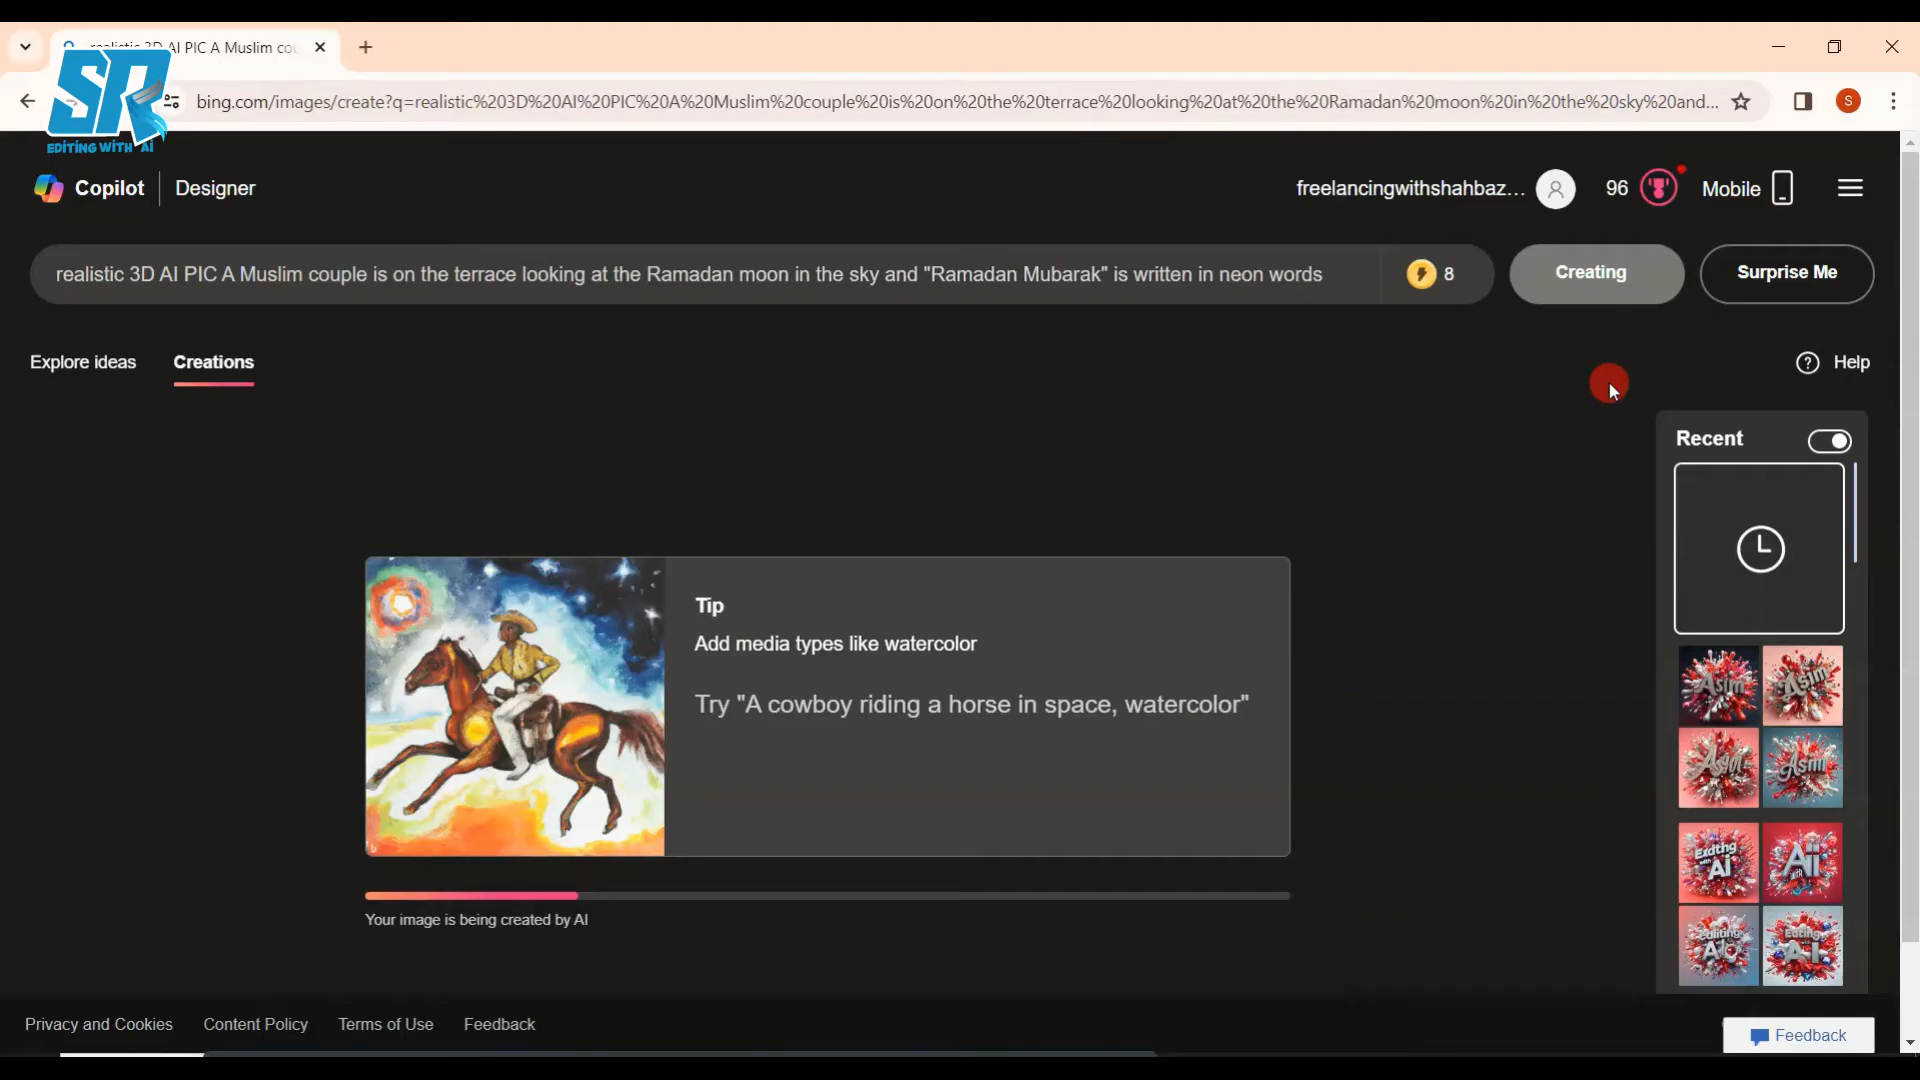 realistic 3D AI PIC A Muslim cou
SR
EDITING WITH AI
bing.com/images/create?q=realistic%203D%20AI%20PIC%20A%20Muslim%20couple%20is%20on%20the%20terrace%20looking%20at%20the%20Ramadan%20moon%20in%20the%20sky%20and...
S
Copilot
Designer
freelancingwithshahbaz...
96
Mobile
realistic 3D AI PIC A Muslim couple is on the terrace looking at the Ramadan moon in the sky and "Ramadan Mubarak" is written in neon words
8
Creating
Surprise Me
Explore ideas
Creations
Help
Recent
Tip
Add media types like watercolor
Try "A cowboy riding a horse in space, watercolor"
Asim
Asim
Your image is being created by AI
Privacy and Cookies
Content Policy
Terms of Use
Feedback
Feedback